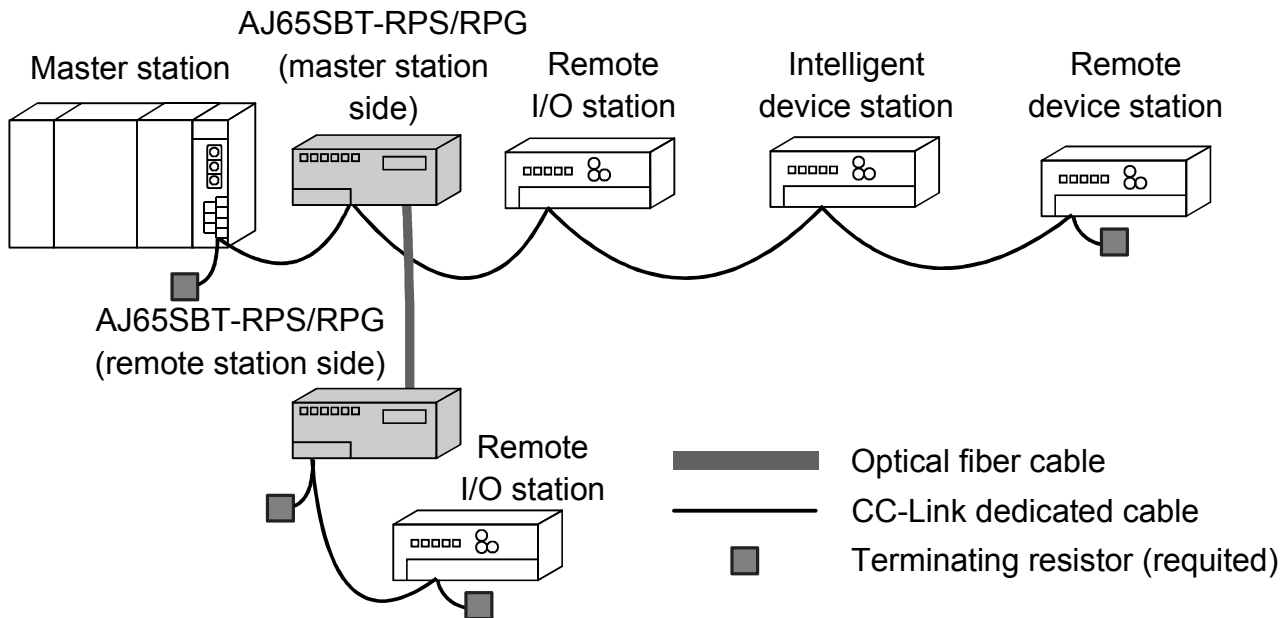 AJ65SBT-RPS/RPG
(master station
side)
Master station
Remote
I/O station
Intelligent
device station
Remote
device station
AJ65SBT-RPS/RPG
(remote station side)
Remote
I/O station
Optical fiber cable
CC-Link dedicated cable
Terminating resistor (requited)